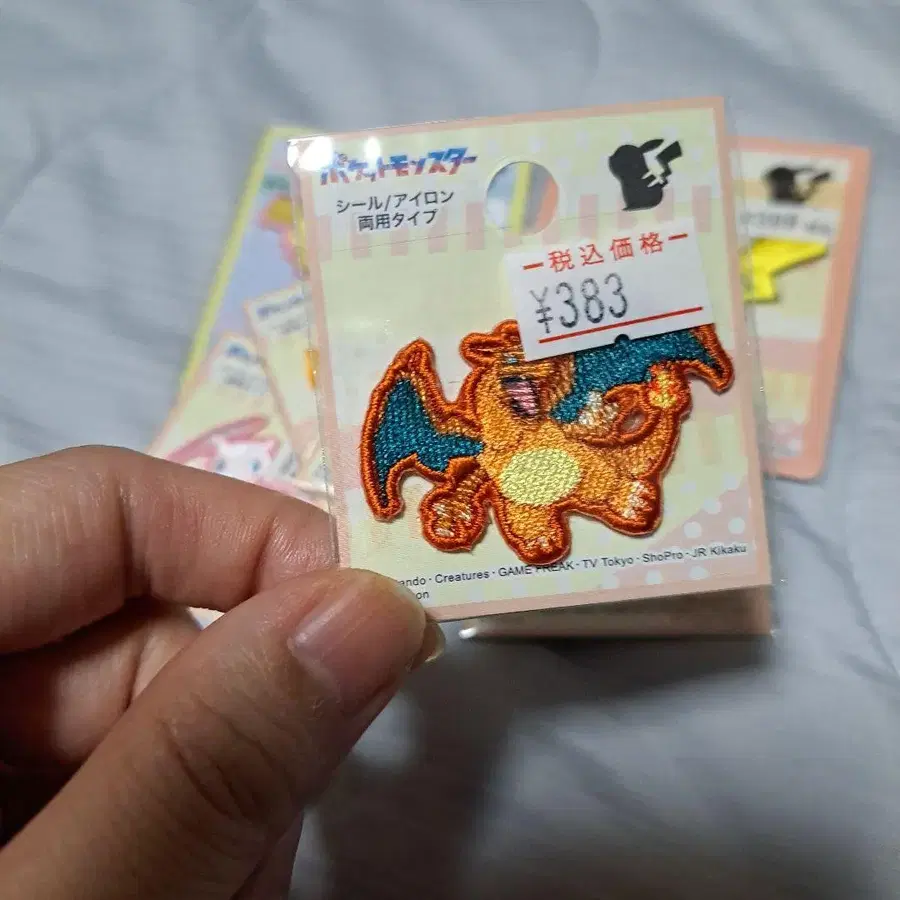 ポケットモンスター
シール/アイロン
両用タイプ
税込価格
¥383
Creatures・GAME FREAK・TV Tokyo・ShoPro・JR Kikaku